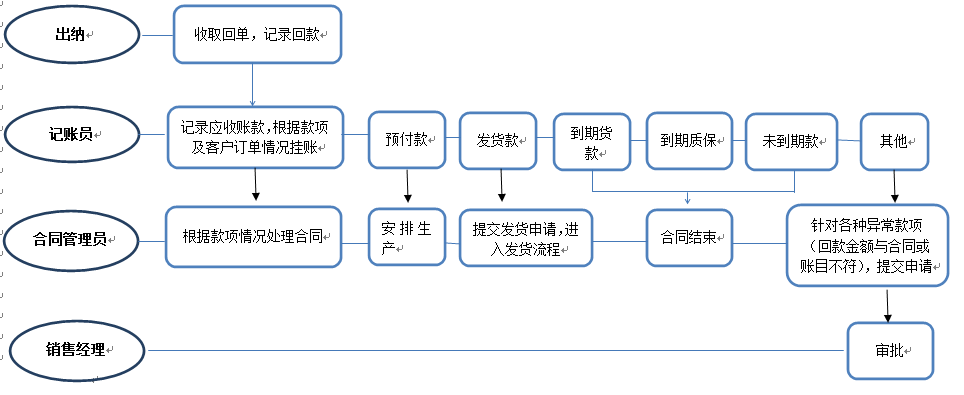 出纳
收取回单，记录回款
记账员
记录应收账款,根据款项
及客户订单情况挂账
预付款
发货款
到期货
款
到期质保
未到期款
其他
合同管理员
根据款项情况处理合同
安 排 生
产
提交发货申请,进
入发货流程
合同结束
针对各种异常款项
（回款金额与合同或
账目不符），提交申请
销售经理
审批